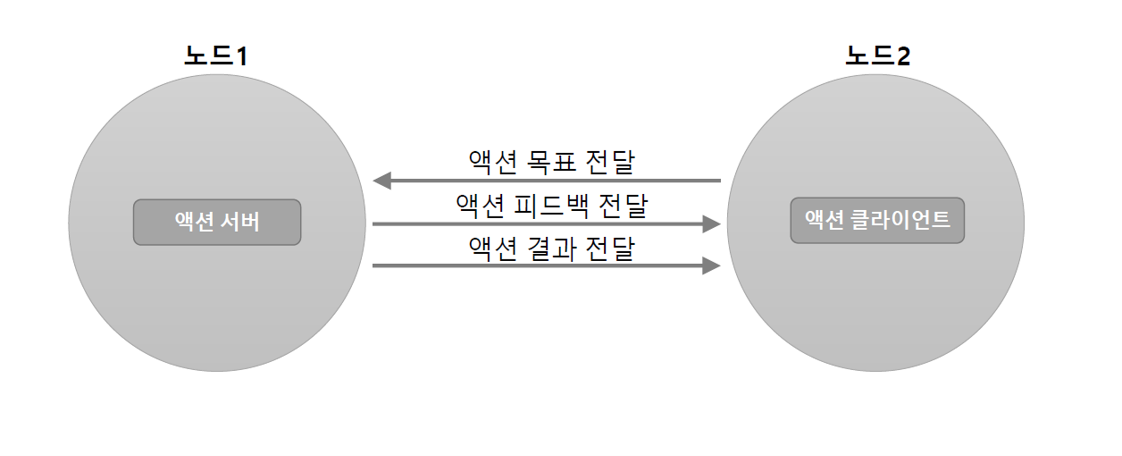 노드1
노드2
액션 목표 전달
액션 피드백 전달
액션 서버
액션 클라이언트
액션 결과 전달